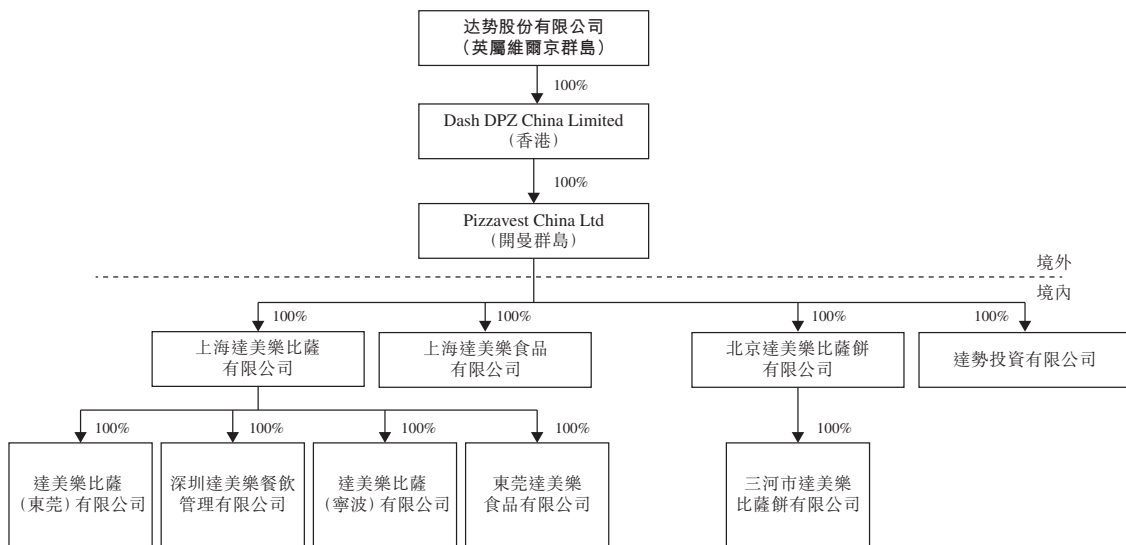 达势股份有限公司
（英屬維爾京群島）
100%
Dash DPZ China Limited
（香港）
100%
Pizzavest China Ltd
（開曼群島）
境外
境內
100%
100%
100%
100%
上海達美樂比薩
有限公司
上海達美樂食品
有限公司
北京達美樂比薩餅
有限公司
達勢投資有限公司
100%
100%
100%
100%
100%
達美樂比薩
（東莞）有限公司
深圳達美樂餐飲
管理有限公司
達美樂比薩
（寧波）有限公司
東莞達美樂
食品有限公司
三河市達美樂
比薩餅有限公司